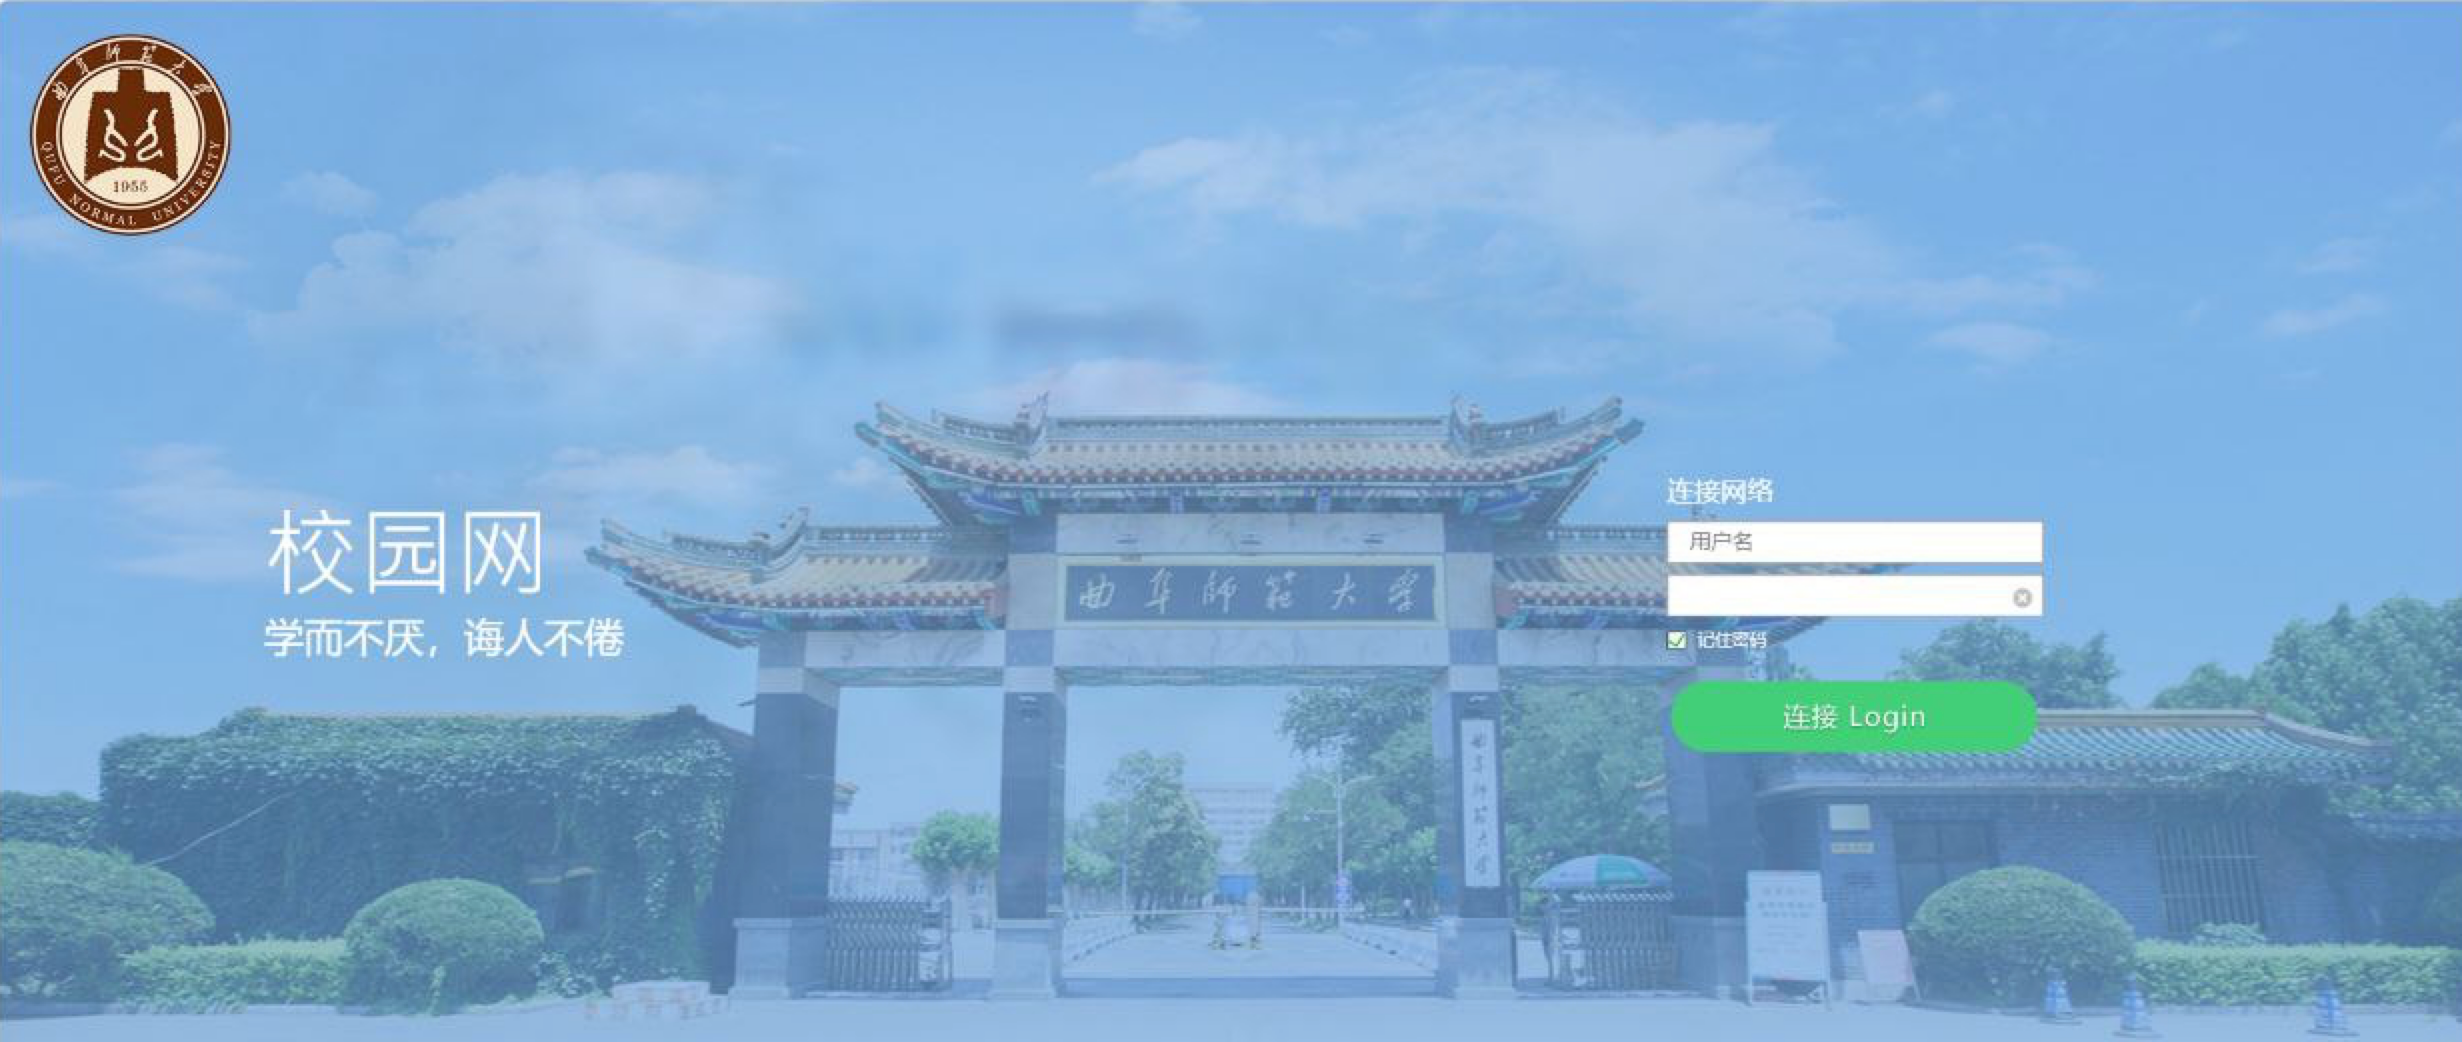 曲阜师范大学
1955
QUFU NORMAL UNIVERSITY
校园网
学而不厌，诲人不倦
曲阜师范大学
曲阜师范大学
连接网络
用户名
记住密码
连接 Login